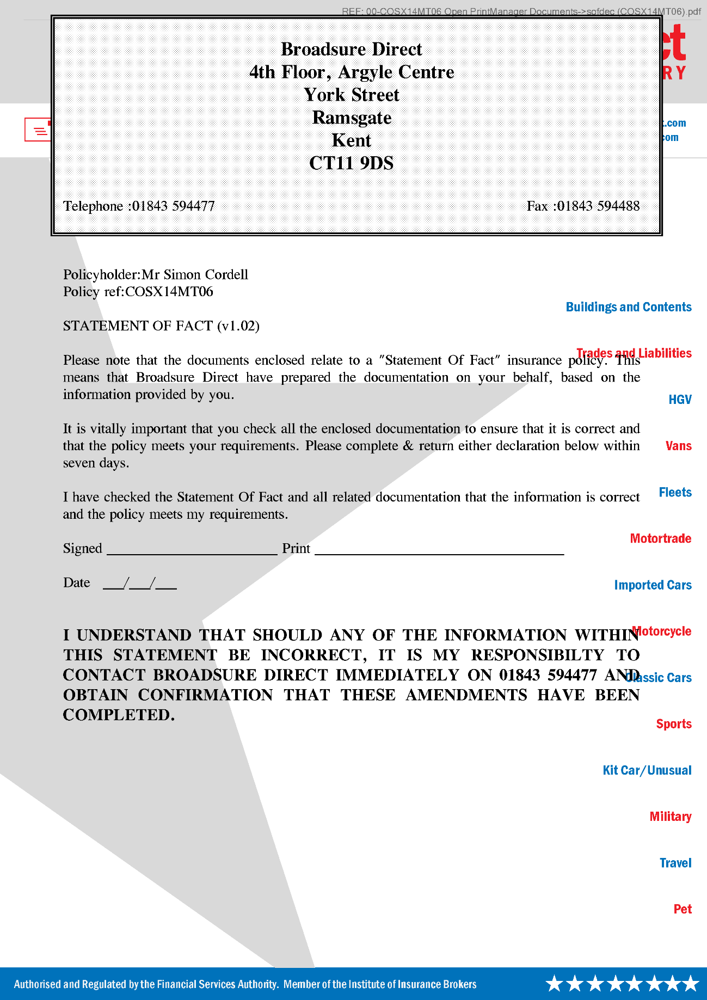 REF: 00-COSX14MT06 Open PrintManager Documents->sofdec (COSX14MT06).pdf
Broadsure Direct
4th Floor, Argyle Centre
York Street
Ramsgate
Kent
CT11 9DS
Telephone :01843 594477 Fax :01843 594488
ct
RY
t.com
com
Policyholder:Mr Simon Cordell
Policy ref:COSX14MT06
STATEMENT OF FACT (v1.02)
Please note that the documents enclosed relate to a "Statement Of Fact" insurance policy. This
means that Broadsure Direct have prepared the documentation on your behalf, based on the
information provided by you.
It is vitally important that you check all the enclosed documentation to ensure that it is correct and
that the policy meets your requirements. Please complete & return either declaration below within
seven days.
I have checked the Statement Of Fact and all related documentation that the information is correct
and the policy meets my requirements.
Signed ________________________ Print ___________________________________
Date ___/___/___
I UNDERSTAND THAT SHOULD ANY OF THE INFORMATION WITHIN
THIS STATEMENT BE INCORRECT, IT IS MY RESPONSIBILTY TO
CONTACT BROADSURE DIRECT IMMEDIATELY ON 01843 594477 AND
OBTAIN CONFIRMATION THAT THESE AMENDMENTS HAVE BEEN
COMPLETED.
Buildings and Contents
Trades and Liabilities
HGV
Vans
Fleets
Motortrade
Imported Cars
Motorcycle
Classic Cars
Sports
Kit Car/Unusual
Military
Travel
Pet
Authorised and Regulated by the Financial Services Authority. Member of the Institute of Insurance Brokers